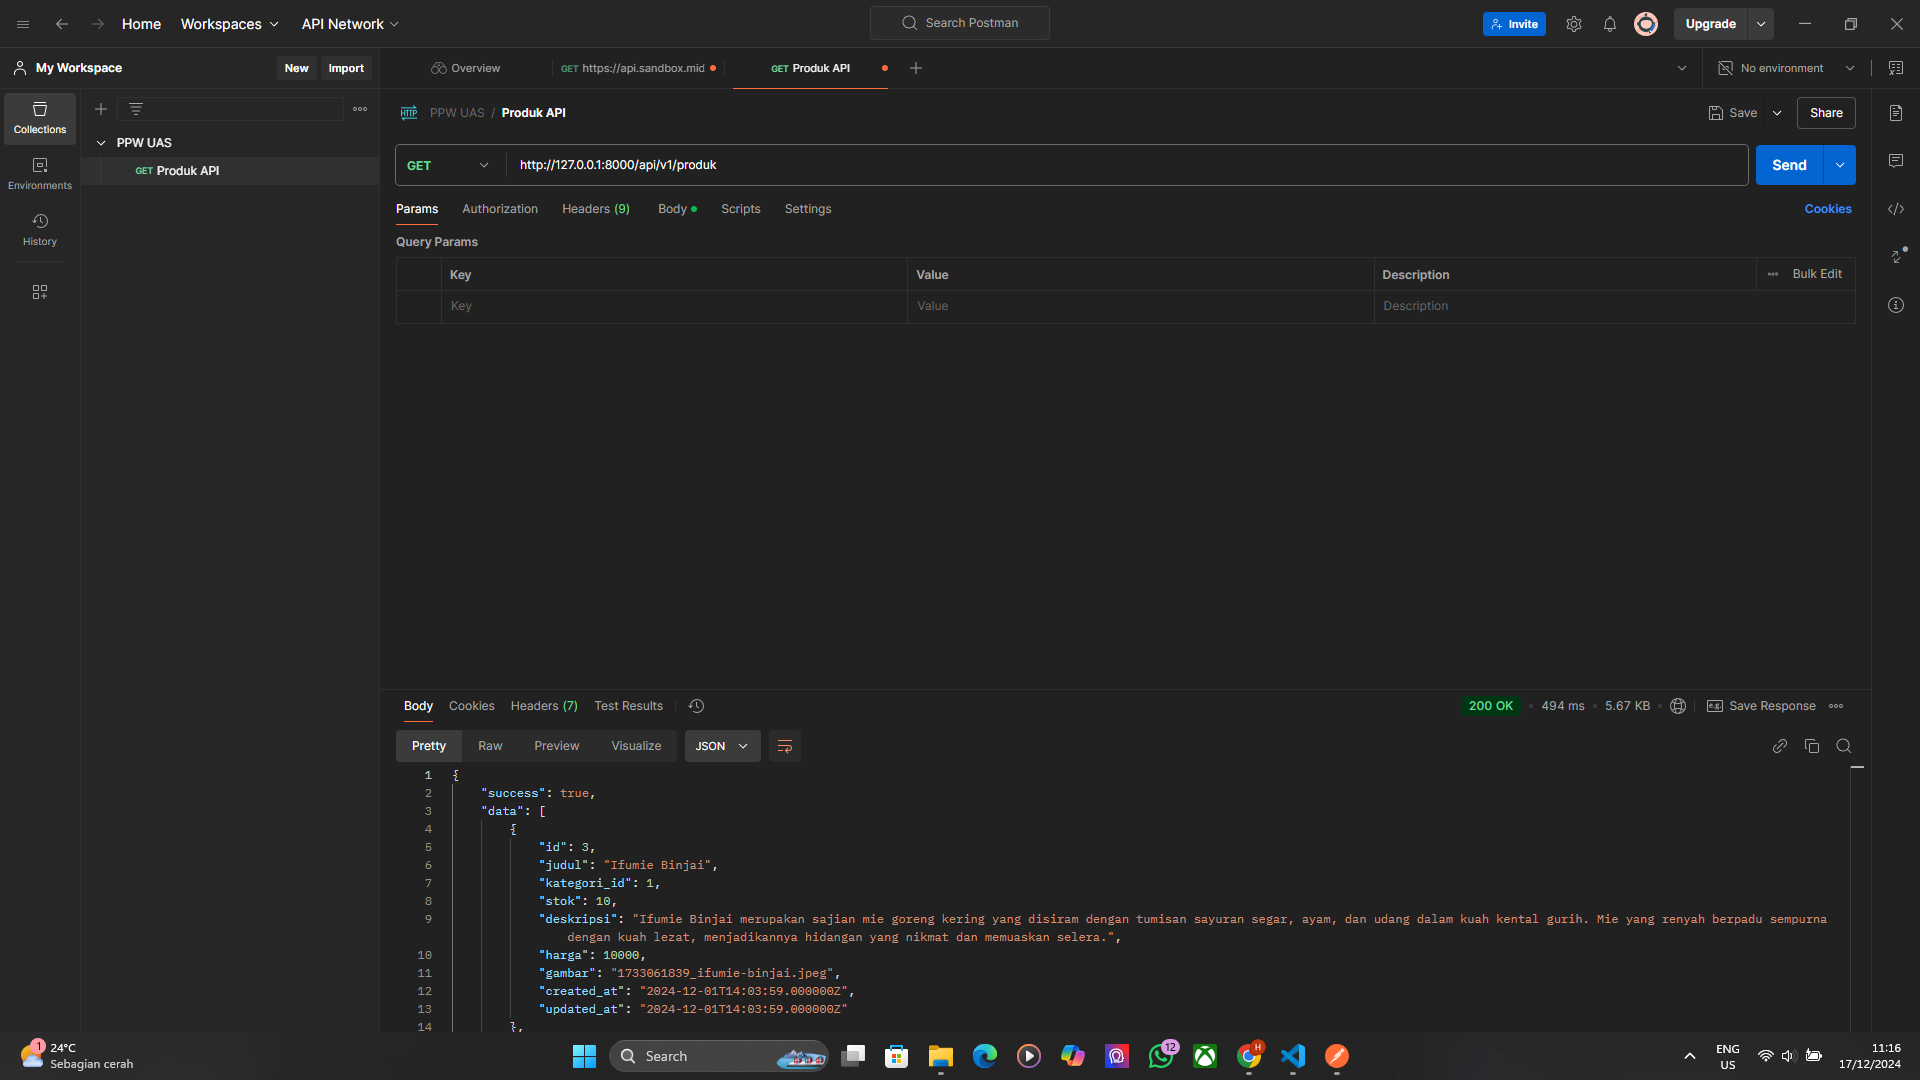 Home
Workspaces
API Network
Search Postman
Invite
Upgrade
My Workspace
New
Import
Overview
GET https://api.sandbox.mid
GET Produk API
No environment
Collections
Environments
History
PPW UAS
GET Produk API
HTTP PPW UAS / Produk API
Save
Share
GET
http://127.0.0.1:8000/api/v1/produk
Send
Params
Authorization
Headers (9)
Body
Scripts
Settings
Cookies
Query Params
Key
Value
Description
Bulk Edit
Key
Value
Description
Body
Cookies
Headers (7)
Test Results
200 OK
494 ms
5.67 KB
e.g. Save Response
Pretty
Raw
Preview
Visualize
JSON
1 {
2 "success": true,
3 "data": [
4 {
5 "id": 3,
6 "judul": "Ifumie Binjai",
7 "kategori_id": 1,
8 "stok": 10,
9 "deskripsi": "Ifumie Binjai merupakan sajian mie goreng kering yang disiram dengan tumisan sayuran segar, ayam, dan udang dalam kuah kental gurih. Mie yang renyah berpadu sempurna
dengan kuah lezat, menjadikannya hidangan yang nikmat dan memuaskan selera.",
10 "harga": 10000,
11 "gambar": "1733061839_ifumie-binjai.jpeg",
12 "created_at": "2024-12-01T14:03:59.000000Z",
13 "updated_at": "2024-12-01T14:03:59.000000Z"
14 },
1
24°C
Sebagian cerah
Search
12
H
ENG
US
11:16
17/12/2024